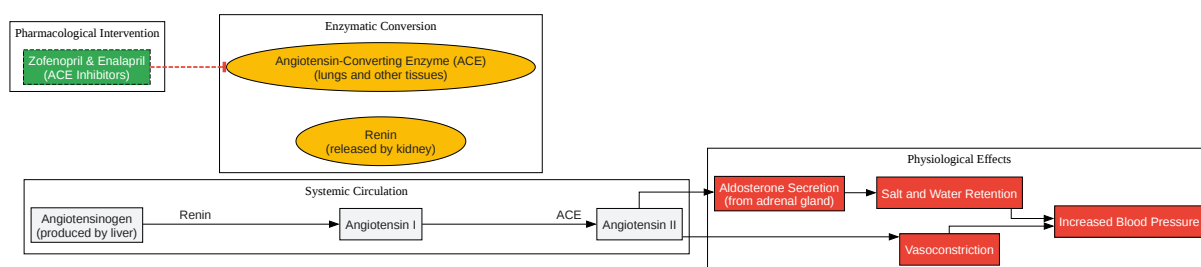 Pharmacological Intervention
Zofenopril & Enalapril
(ACE Inhibitors)
Enzymatic Conversion
Angiotensin-Converting Enzyme (ACE)
(lungs and other tissues)
Renin
(released by kidney)
Systemic Circulation
Angiotensinogen
(produced by liver)
Renin
Angiotensin I
ACE
Angiotensin II
Physiological Effects
Aldosterone Secretion
(from adrenal gland)
Salt and Water Retention
Vasoconstriction
Increased Blood Pressure